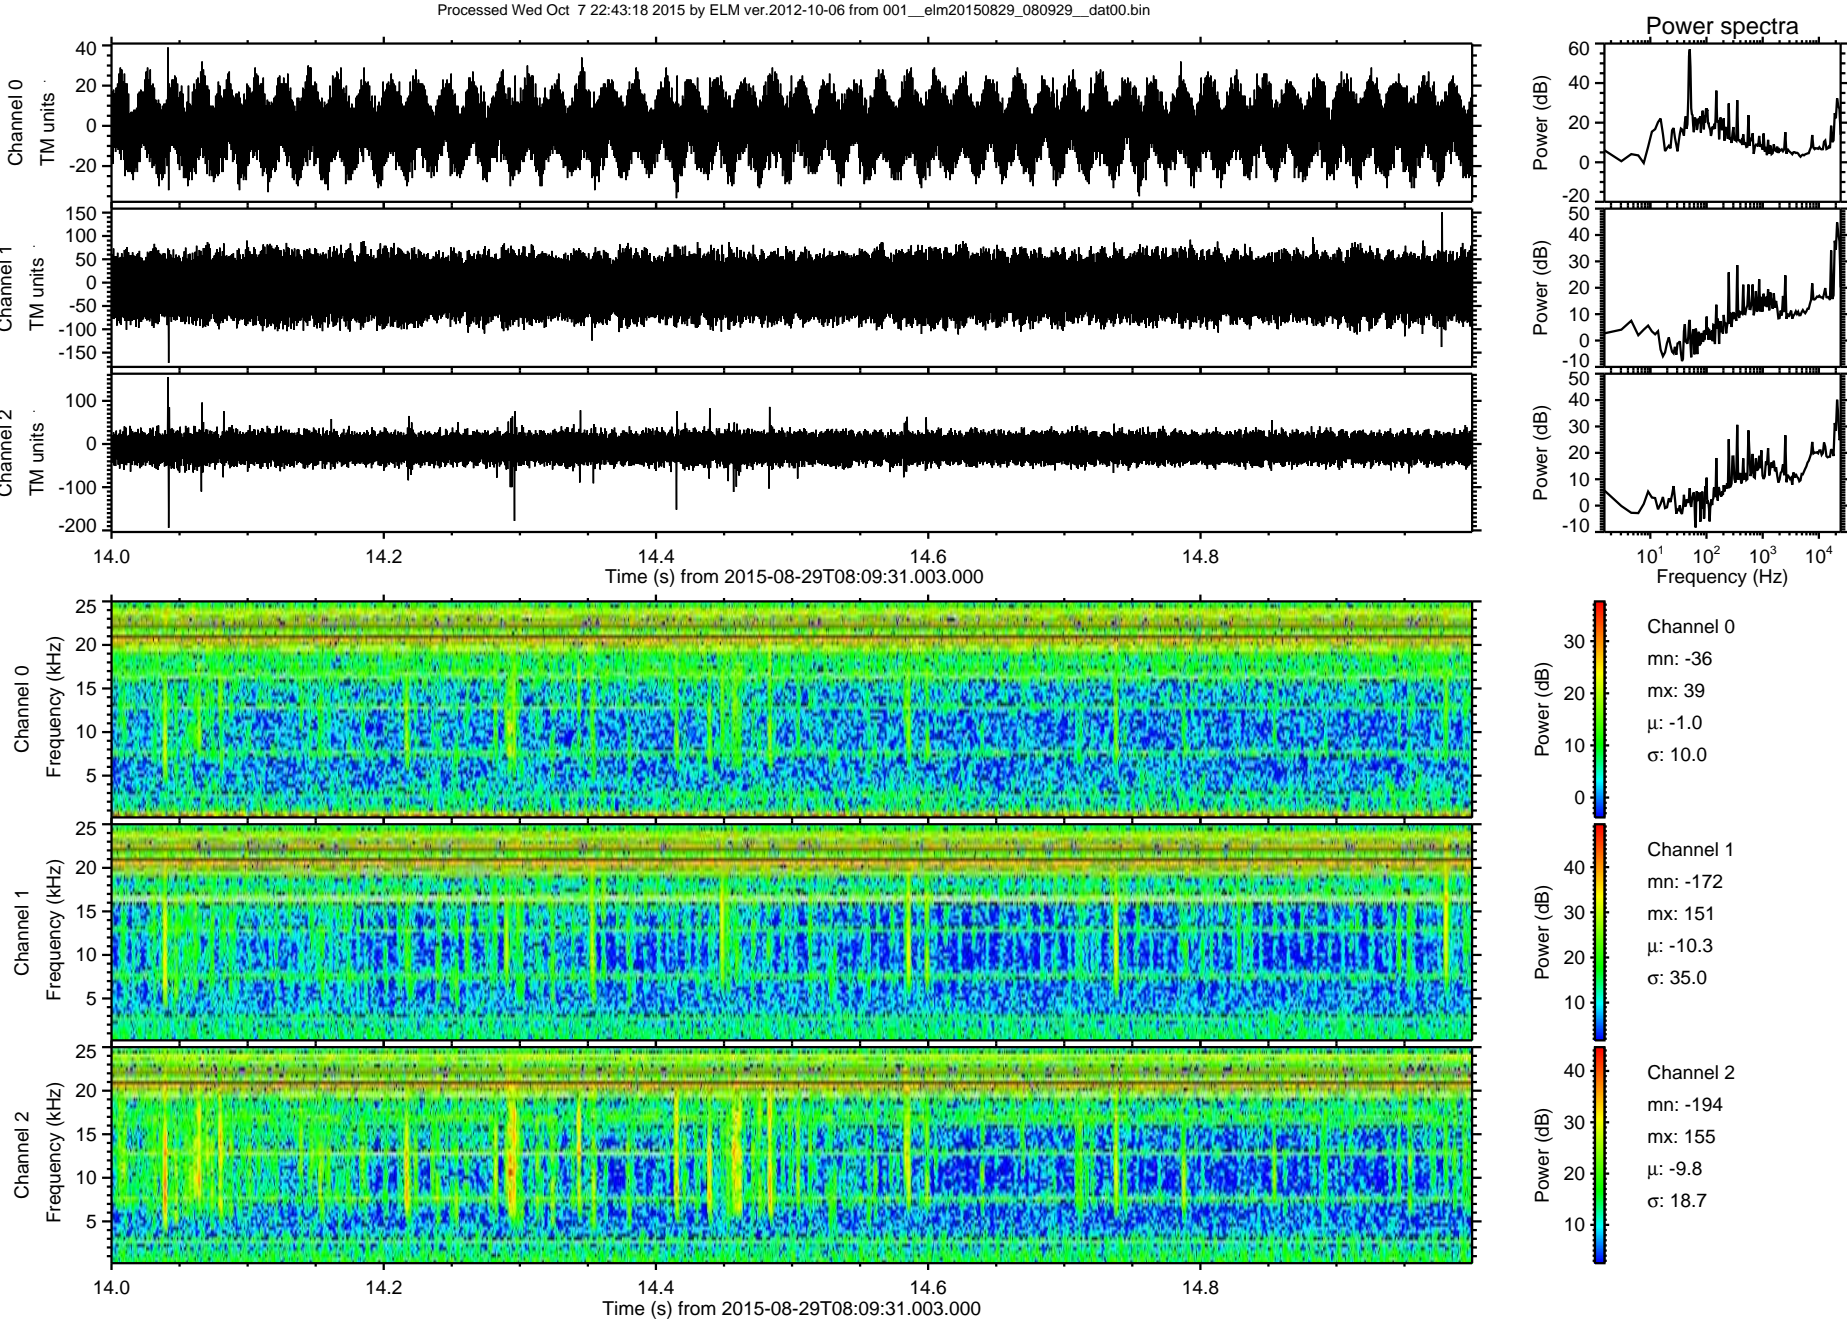 Processed Wed Oct 7 22:43:18 2015 by ELM ver.2012-10-06 from 001__elm20150829_080929__dat00.bin
Power spectra
Channel 0
TM units
40
20
0
-20
Power (dB)
60
40
20
0
-20
Channel 1
TM units
150
100
50
0
-50
-100
-150
Power (dB)
50
40
30
20
10
0
-10
Channel 2
TM units
100
0
-100
-200
Power (dB)
50
40
30
20
10
0
-10
14.0 14.2 14.4 14.6 14.8
Time (s) from 2015-08-29T08:09:31.003.000
10¹ 10² 10³ 10⁴
Frequency (Hz)
Channel 0
Frequency (kHz)
25
20
15
10
5
Power (dB)
30
20
10
0
Channel 0
mn: -36
mx: 39
μ: -1.0
σ: 10.0
Channel 1
Frequency (kHz)
25
20
15
10
5
Power (dB)
40
30
20
10
Channel 1
mn: -172
mx: 151
μ: -10.3
σ: 35.0
Channel 2
Frequency (kHz)
25
20
15
10
5
Power (dB)
40
30
20
10
Channel 2
mn: -194
mx: 155
μ: -9.8
σ: 18.7
14.0 14.2 14.4 14.6 14.8
Time (s) from 2015-08-29T08:09:31.003.000